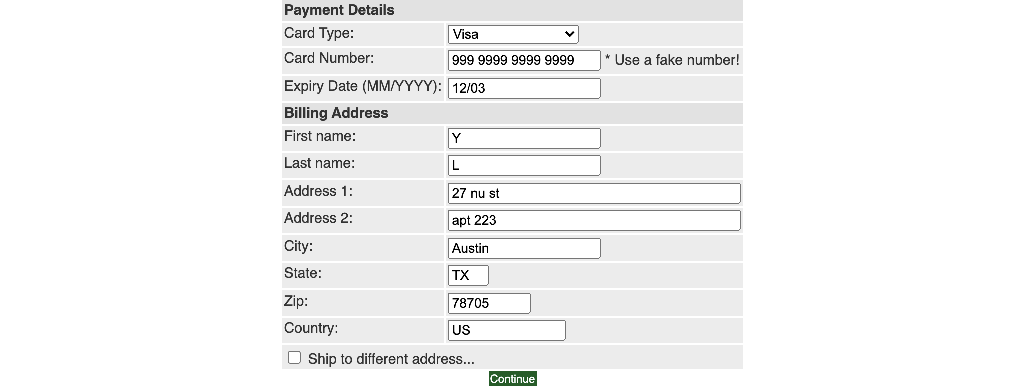 Payment Details
Card Type: Visa
Card Number: 999 9999 9999 9999 * Use a fake number!
Expiry Date (MM/YYYY): 12/03
Billing Address
First name: Y
Last name: L
Address 1: 27 nu st
Address 2: apt 223
City: Austin
State: TX
Zip: 78705
Country: US
Ship to different address...
Continue